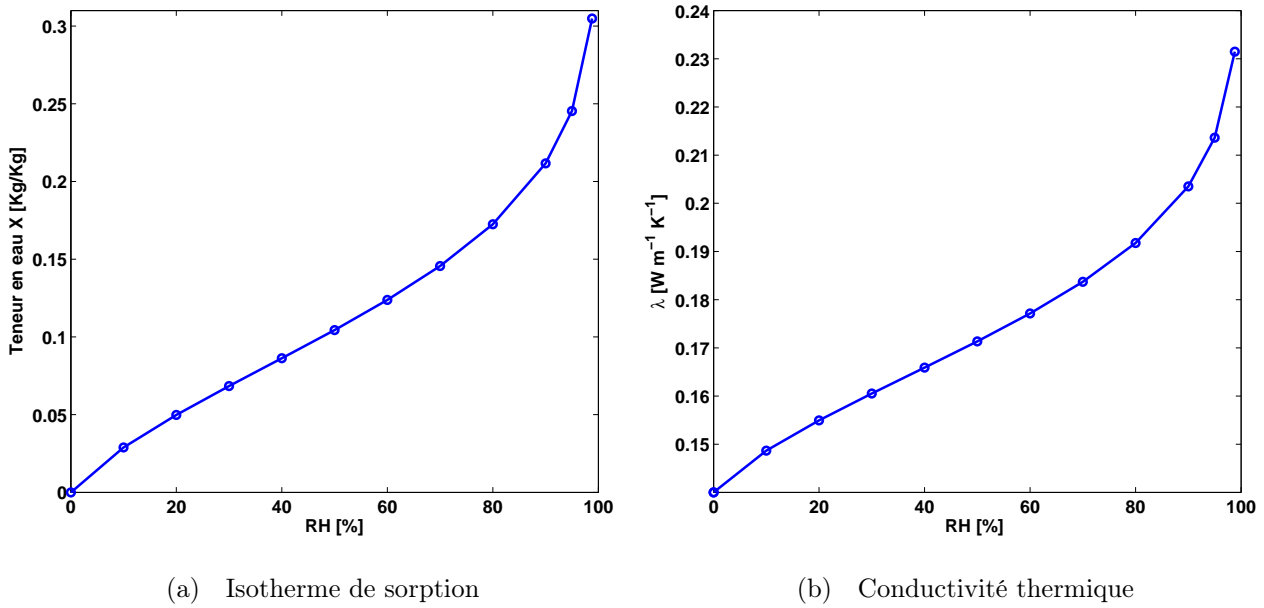 0.3
0.25
0.2
0.15
0.1
0.05
0
Teneur en eau X [Kg/Kg]
0 20 40 60 80 100
RH [%]
(a) Isotherme de sorption
0.24
0.23
0.22
0.21
0.2
0.19
0.18
0.17
0.16
0.15
λ [W m⁻¹ K⁻¹]
0 20 40 60 80 100
RH [%]
(b) Conductivité thermique